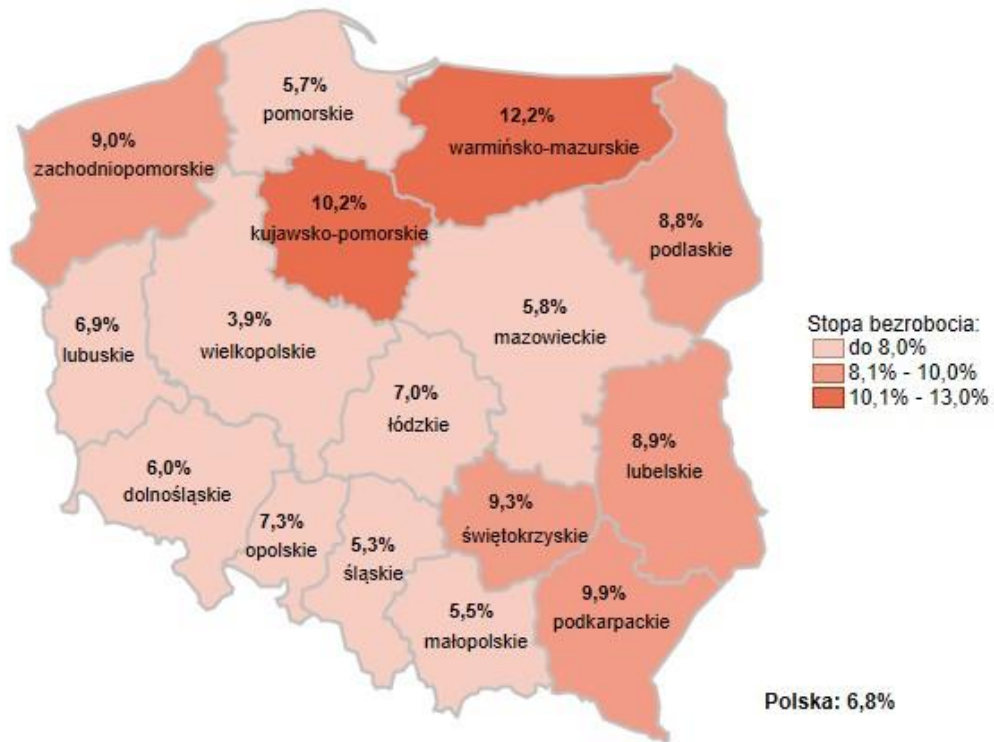 5,7%
pomorskie
12,2%
warmińsko-mazurskie
9,0%
zachodniopomorskie
10,2%
kujawsko-pomorskie
8,8%
podlaskie
6,9%
lubuskie
3,9%
wielkopolskie
5,8%
mazowieckie
Stopa bezrobocia:
do 8,0%
8,1% - 10,0%
10,1% - 13,0%
7,0%
łódzkie
8,9%
lubelskie
6,0%
dolnośląskie
7,3%
opolskie
5,3%
śląskie
9,3%
świętokrzyskie
5,5%
małopolskie
9,9%
podkarpackie
Polska: 6,8%